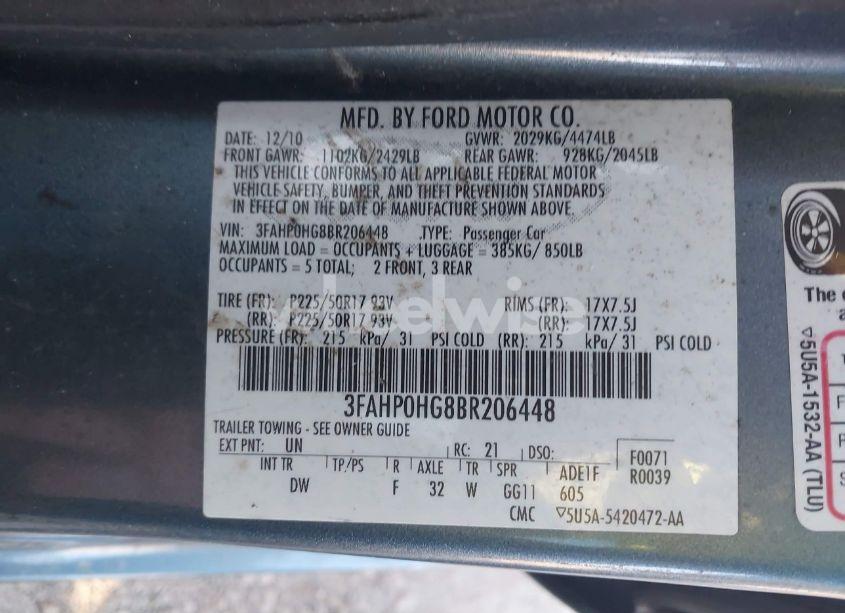 MFD. BY FORD MOTOR CO.
DATE: 12/10 GVWR: 2029KG/4474LB
FRONT GAWR: 1102KG/2429LB REAR GAWR: 928KG/2045LB
THIS VEHICLE CONFORMS TO ALL APPLICABLE FEDERAL MOTOR
VEHICLE SAFETY, BUMPER, AND THEFT PREVENTION STANDARDS
IN EFFECT ON THE DATE OF MANUFACTURE SHOWN ABOVE.
VIN: 3FAHP0HG8BR206448 TYPE: Passenger Car
MAXIMUM LOAD = OCCUPANTS + LUGGAGE = 385KG/ 850LB
OCCUPANTS = 5 TOTAL; 2 FRONT, 3 REAR
TIRE (FR): P225/50R17 93V RIMS (FR): 17X7.5J
(RR): P225/50R17 93V (RR): 17X7.5J
PRESSURE (FR): 215 kPa/ 31 PSI COLD (RR): 215 kPa/ 31 PSI COLD
3FAHP0HG8BR206448
TRAILER TOWING - SEE OWNER GUIDE
EXT PNT: UN RC: 21 DSO: F0071
INT TR TP/PS R AXLE TR SPR ADE1F R0039
DW F 32 W GG11 605
CMC ▽5U5A-5420472-AA
The
▽5U5A-1532-AA (TLU)